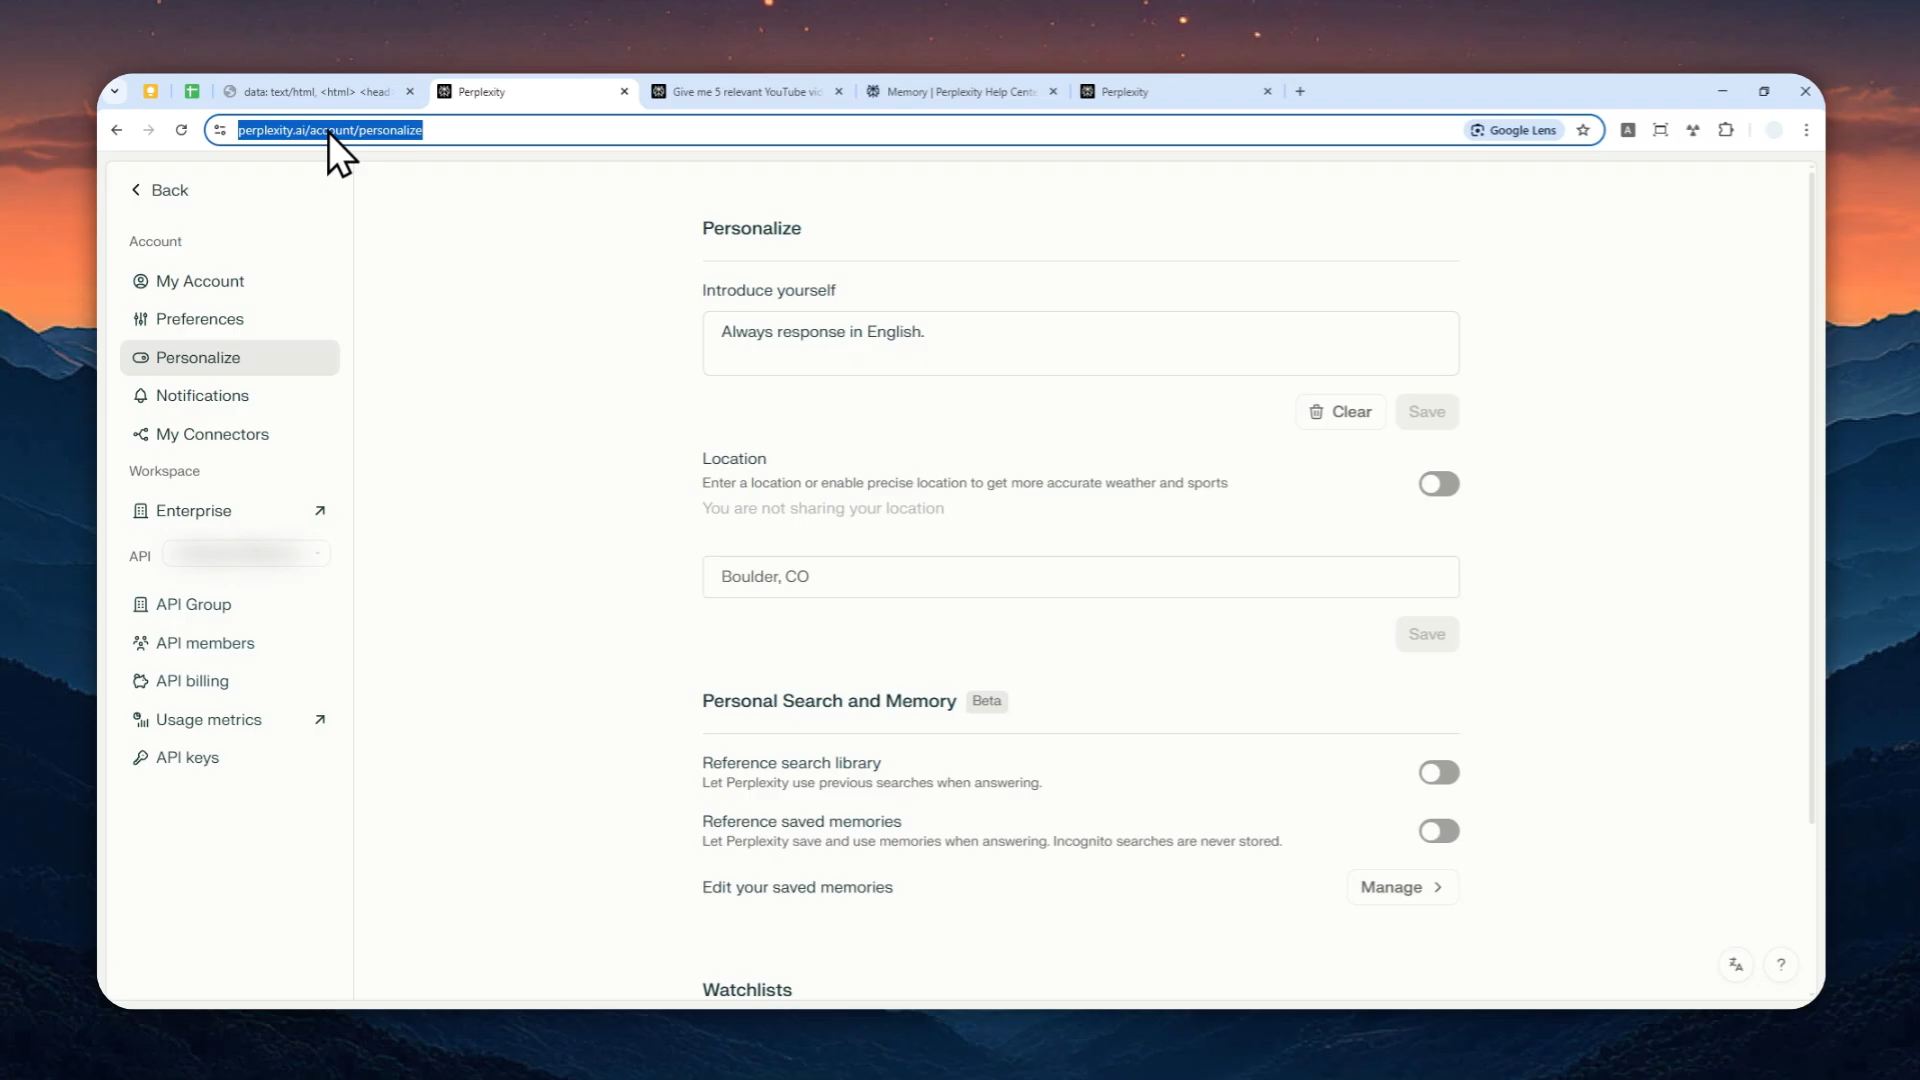 data: text/html, <html> <head
Perplexity
Give me 5 relevant YouTube vid
Memory | Perplexity Help Cente
Perplexity
perplexity.ai/account/personalize
Google Lens
Back
Account
My Account
Preferences
Personalize
Notifications
My Connectors
Workspace
Enterprise
API
API Group
API members
API billing
Usage metrics
API keys
Personalize
Introduce yourself
Always response in English.
Clear
Save
Location
Enter a location or enable precise location to get more accurate weather and sports
You are not sharing your location
Boulder, CO
Save
Personal Search and Memory Beta
Reference search library
Let Perplexity use previous searches when answering.
Reference saved memories
Let Perplexity save and use memories when answering. Incognito searches are never stored.
Edit your saved memories
Manage
Watchlists